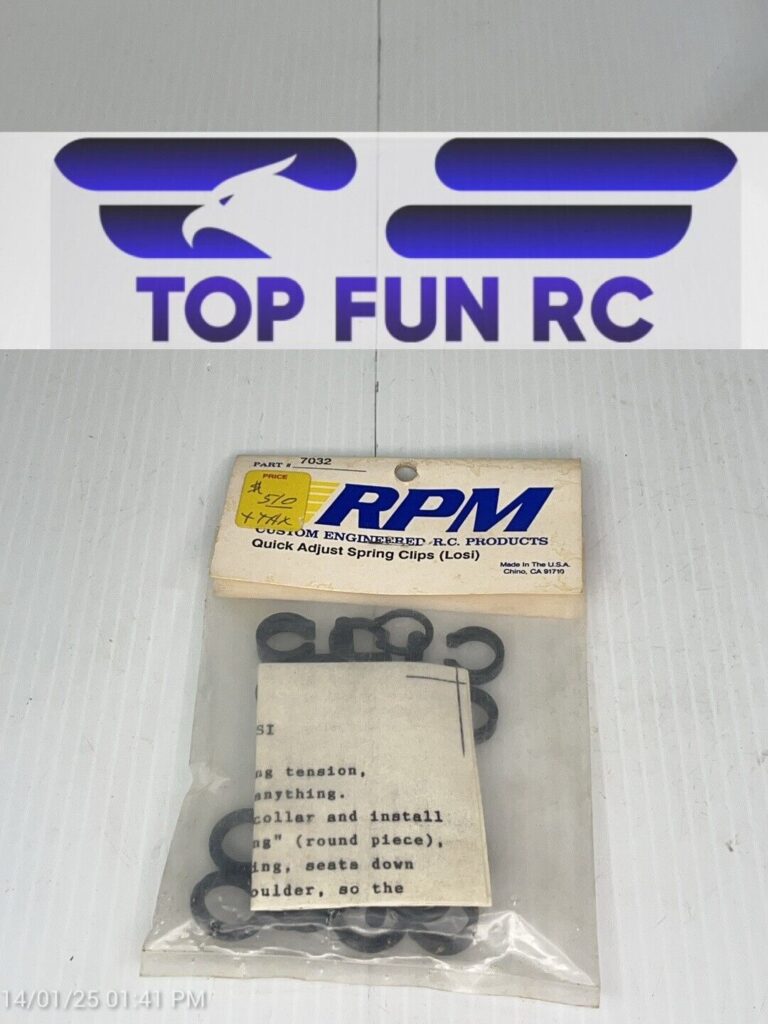 TOP FUN RC
PART # 7032
PRICE
$ 510
+ TAX
RPM
CUSTOM ENGINEERED R.C. PRODUCTS
Quick Adjust Spring Clips (Losi)
Made In The U.S.A.
Chino, CA 91710
SI
ng tension,
anything.
collar and install
ng" (round piece),
ing, seats down
oulder, so the
14/01/25 01:41 PM